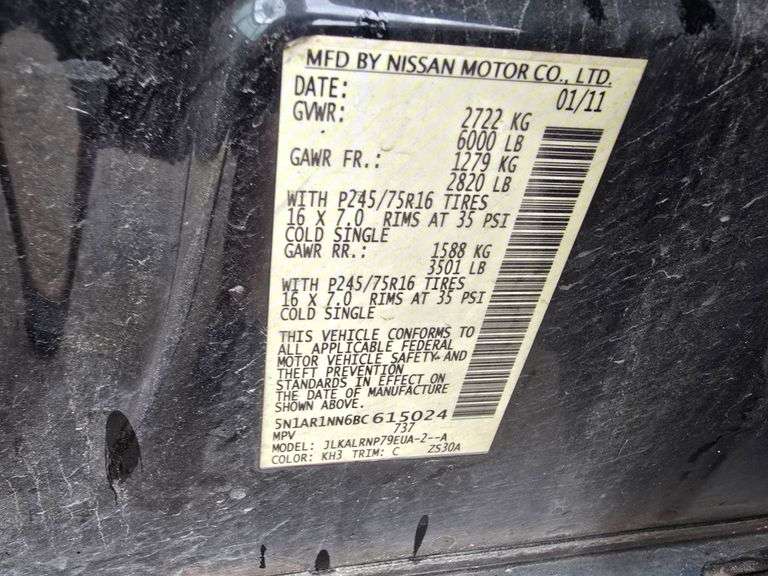 MFD BY NISSAN MOTOR CO., LTD.
DATE: 01/11
GVWR: 2722 KG
6000 LB
GAWR FR.: 1279 KG
2820 LB
WITH P245/75R16 TIRES
16 X 7.0 RIMS AT 35 PSI
COLD SINGLE
GAWR RR.: 1588 KG
3501 LB
WITH P245/75R16 TIRES
16 X 7.0 RIMS AT 35 PSI
COLD SINGLE
THIS VEHICLE CONFORMS TO
ALL APPLICABLE FEDERAL
MOTOR VEHICLE SAFETY AND
THEFT PREVENTION
STANDARDS IN EFFECT ON
THE DATE OF MANUFACTURE
SHOWN ABOVE.
5N1AR1NN6BC615024
MPV 737
MODEL: JLKALRNP79EUA-2--A
COLOR: KH3 TRIM: C ZS30A